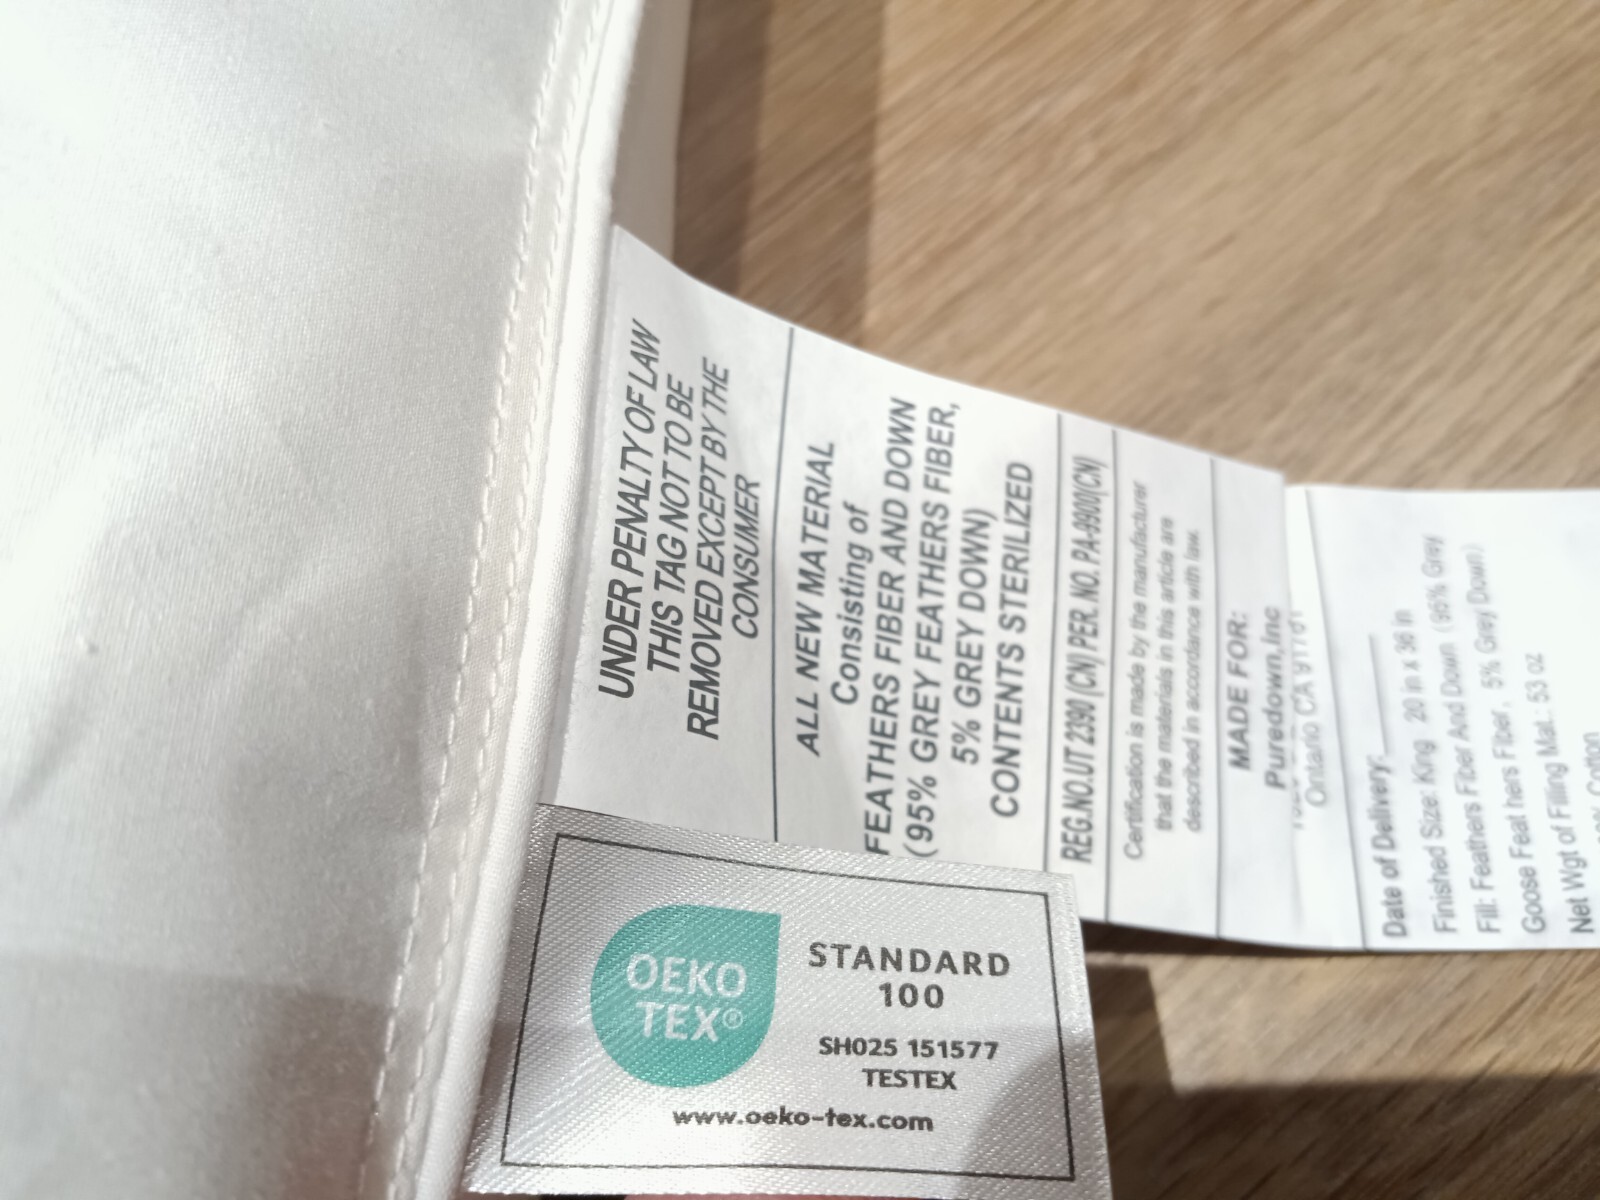 UNDER PENALTY OF LAW
THIS TAG NOT TO BE
REMOVED EXCEPT BY THE
CONSUMER
ALL NEW MATERIAL
Consisting of
FEATHERS FIBER AND DOWN
(95% GREY FEATHERS FIBER,
5% GREY DOWN)
CONTENTS STERILIZED
REG.NO.UT 2390 (CN) PER. NO. PA-9900(CN)
Certification is made by the manufacturer
that the materials in this article are
described in accordance with law.
MADE FOR:
Puredown,Inc
Ontario CA 91761
Date of Delivery:
Finished Size: King 20 in x 36 in
Fill: Feathers Fiber And Down (95% Grey
Goose Feat hers Fiber, 5% Grey Down)
Net Wgt of Filling Mat.: 53 oz
Cotton
OEKO
TEX®
STANDARD
100
SH025 151577
TESTEX
www.oeko-tex.com